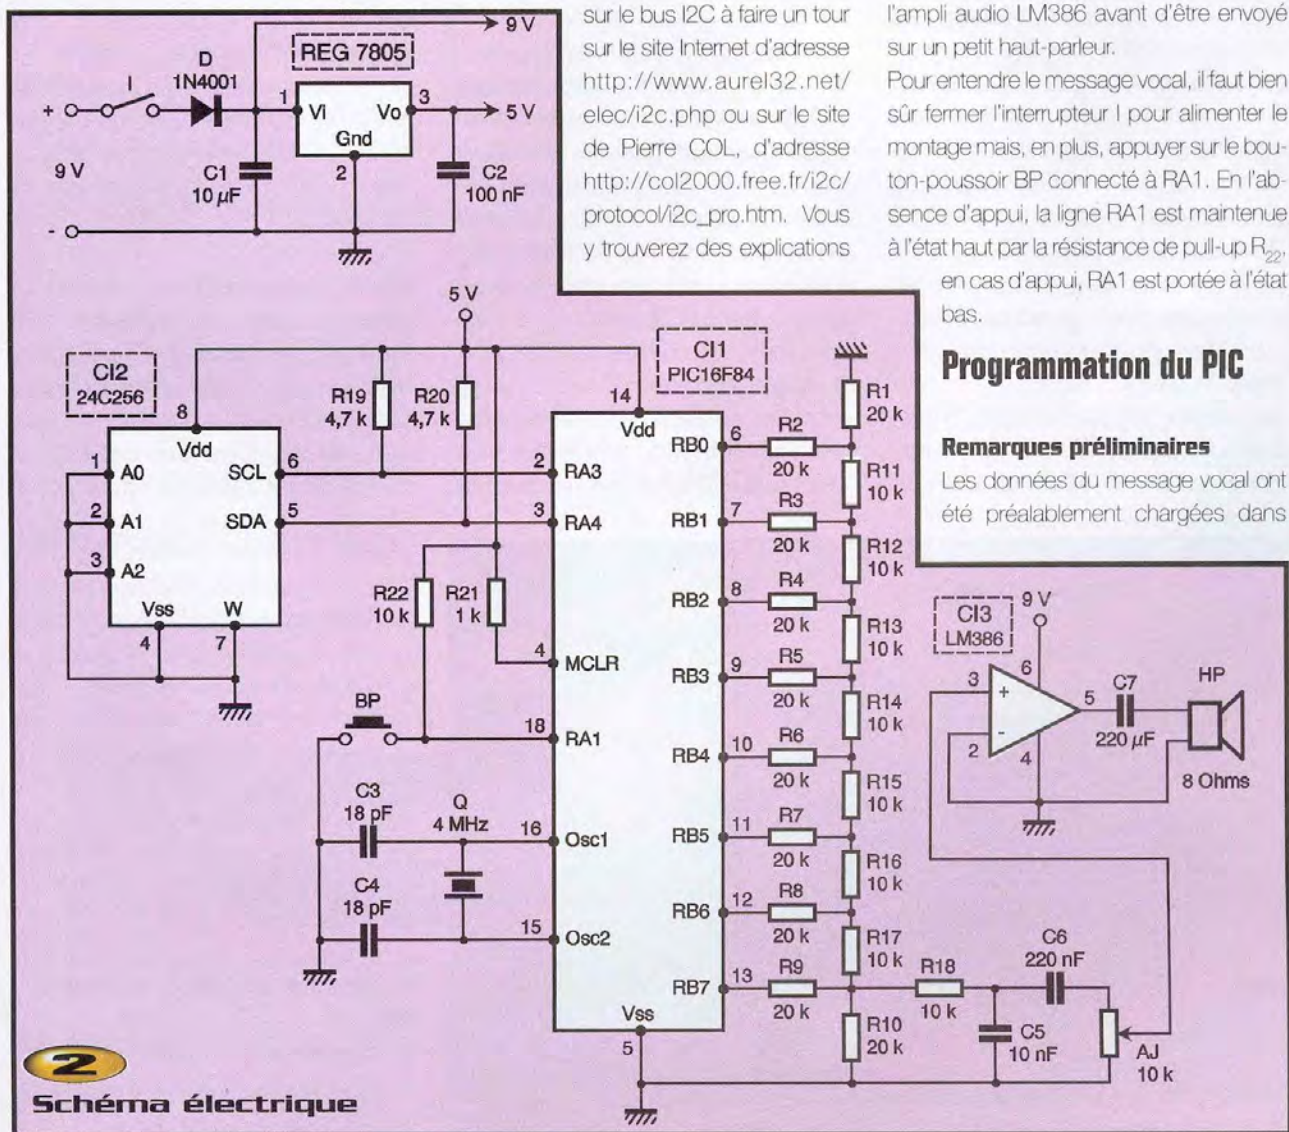 sur le bus I2C à faire un tour
sur le site Internet d'adresse
http://www.aurel32.net/
elec/i2c.php ou sur le site
de Pierre COL, d'adresse
http://col2000.free.fr/i2c/
protocol/i2c_pro.htm. Vous
y trouverez des explications
l'ampli audio LM386 avant d'être envoyé
sur un petit haut-parleur.
Pour entendre le message vocal, il faut bien
sûr fermer l'interrupteur I pour alimenter le
montage mais, en plus, appuyer sur le bou-
ton-poussoir BP connecté à RA1. En l'ab-
sence d'appui, la ligne RA1 est maintenue
à l'état haut par la résistance de pull-up R22,
en cas d'appui, RA1 est portée à l'état
bas.
Programmation du PIC
Remarques préliminaires
Les données du message vocal ont
été préalablement chargées dans
9 V
REG 7805
D
1N4001
I
+
1
Vi
Vo
3
5 V
Gnd
2
9 V
C1
10 µF
C2
100 nF
-
5 V
CI2
24C256
8
Vdd
1
A0
SCL
6
2
A1
SDA
5
3
A2
Vss
W
4
7
R19
4,7 k
R20
4,7 k
R22
10 k
R21
1 k
BP
C3
18 pF
Q
4 MHz
C4
18 pF
CI1
PIC16F84
14
Vdd
2
RA3
3
RA4
4
MCLR
18
RA1
16
Osc1
15
Osc2
Vss
5
RB0
6
RB1
7
RB2
8
RB3
9
RB4
10
RB5
11
RB6
12
RB7
13
R1
20 k
R2
20 k
R11
10 k
R3
20 k
R12
10 k
R4
20 k
R13
10 k
R5
20 k
R14
10 k
R6
20 k
R15
10 k
R7
20 k
R16
10 k
R8
20 k
R17
10 k
R9
20 k
R10
20 k
R18
10 k
C6
220 nF
C5
10 nF
AJ
10 k
9 V
CI3
LM386
3
+
6
5
-
2
4
C7
220 µF
HP
8 Ohms
2
Schéma électrique